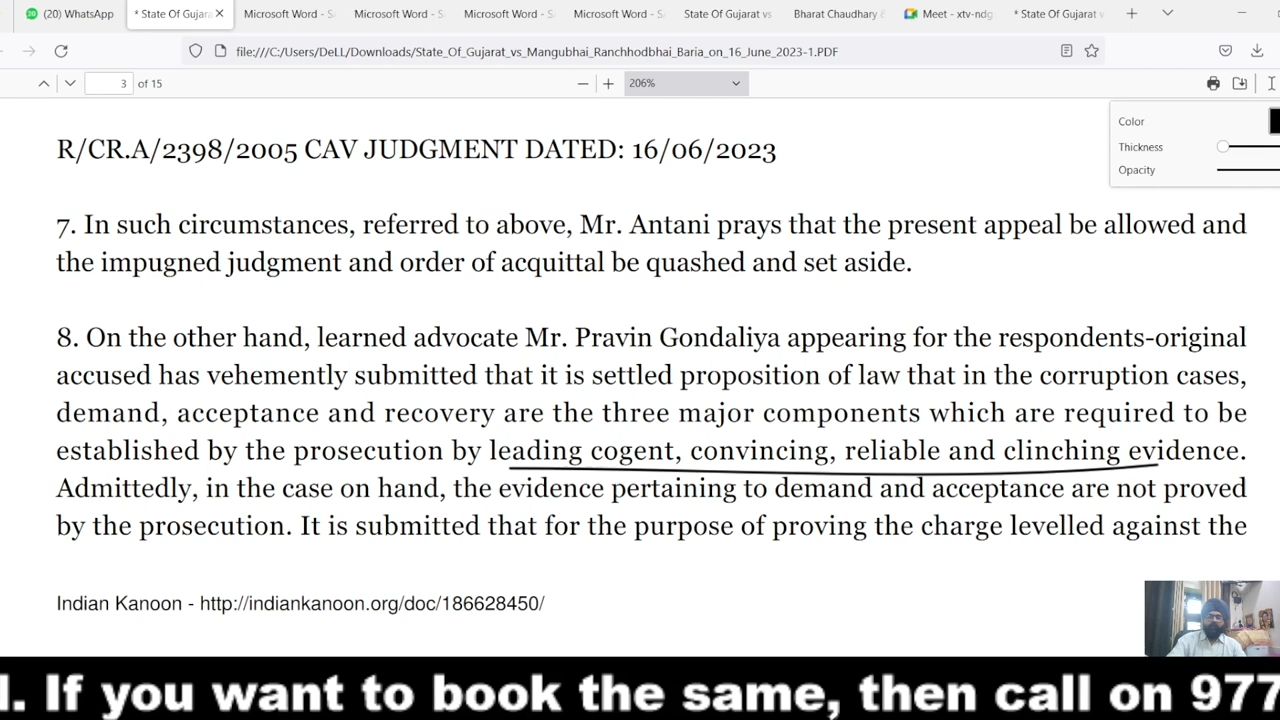 (20) WhatsApp
* State Of Gujara
Microsoft Word - S
Microsoft Word - S
Microsoft Word - S
Microsoft Word - S
State Of Gujarat vs
Bharat Chaudhary &
Meet - xtv-ndg
* State Of Gujarat v
file:///C:/Users/DeLL/Downloads/State_Of_Gujarat_vs_Mangubhai_Ranchhodbhai_Baria_on_16_June_2023-1.PDF
3 of 15
206%
Color
Thickness
Opacity
R/CR.A/2398/2005 CAV JUDGMENT DATED: 16/06/2023
7. In such circumstances, referred to above, Mr. Antani prays that the present appeal be allowed and
the impugned judgment and order of acquittal be quashed and set aside.
8. On the other hand, learned advocate Mr. Pravin Gondaliya appearing for the respondents-original
accused has vehemently submitted that it is settled proposition of law that in the corruption cases,
demand, acceptance and recovery are the three major components which are required to be
established by the prosecution by leading cogent, convincing, reliable and clinching evidence.
Admittedly, in the case on hand, the evidence pertaining to demand and acceptance are not proved
by the prosecution. It is submitted that for the purpose of proving the charge levelled against the
Indian Kanoon - http://indiankanoon.org/doc/186628450/
l. If you want to book the same, then call on 977